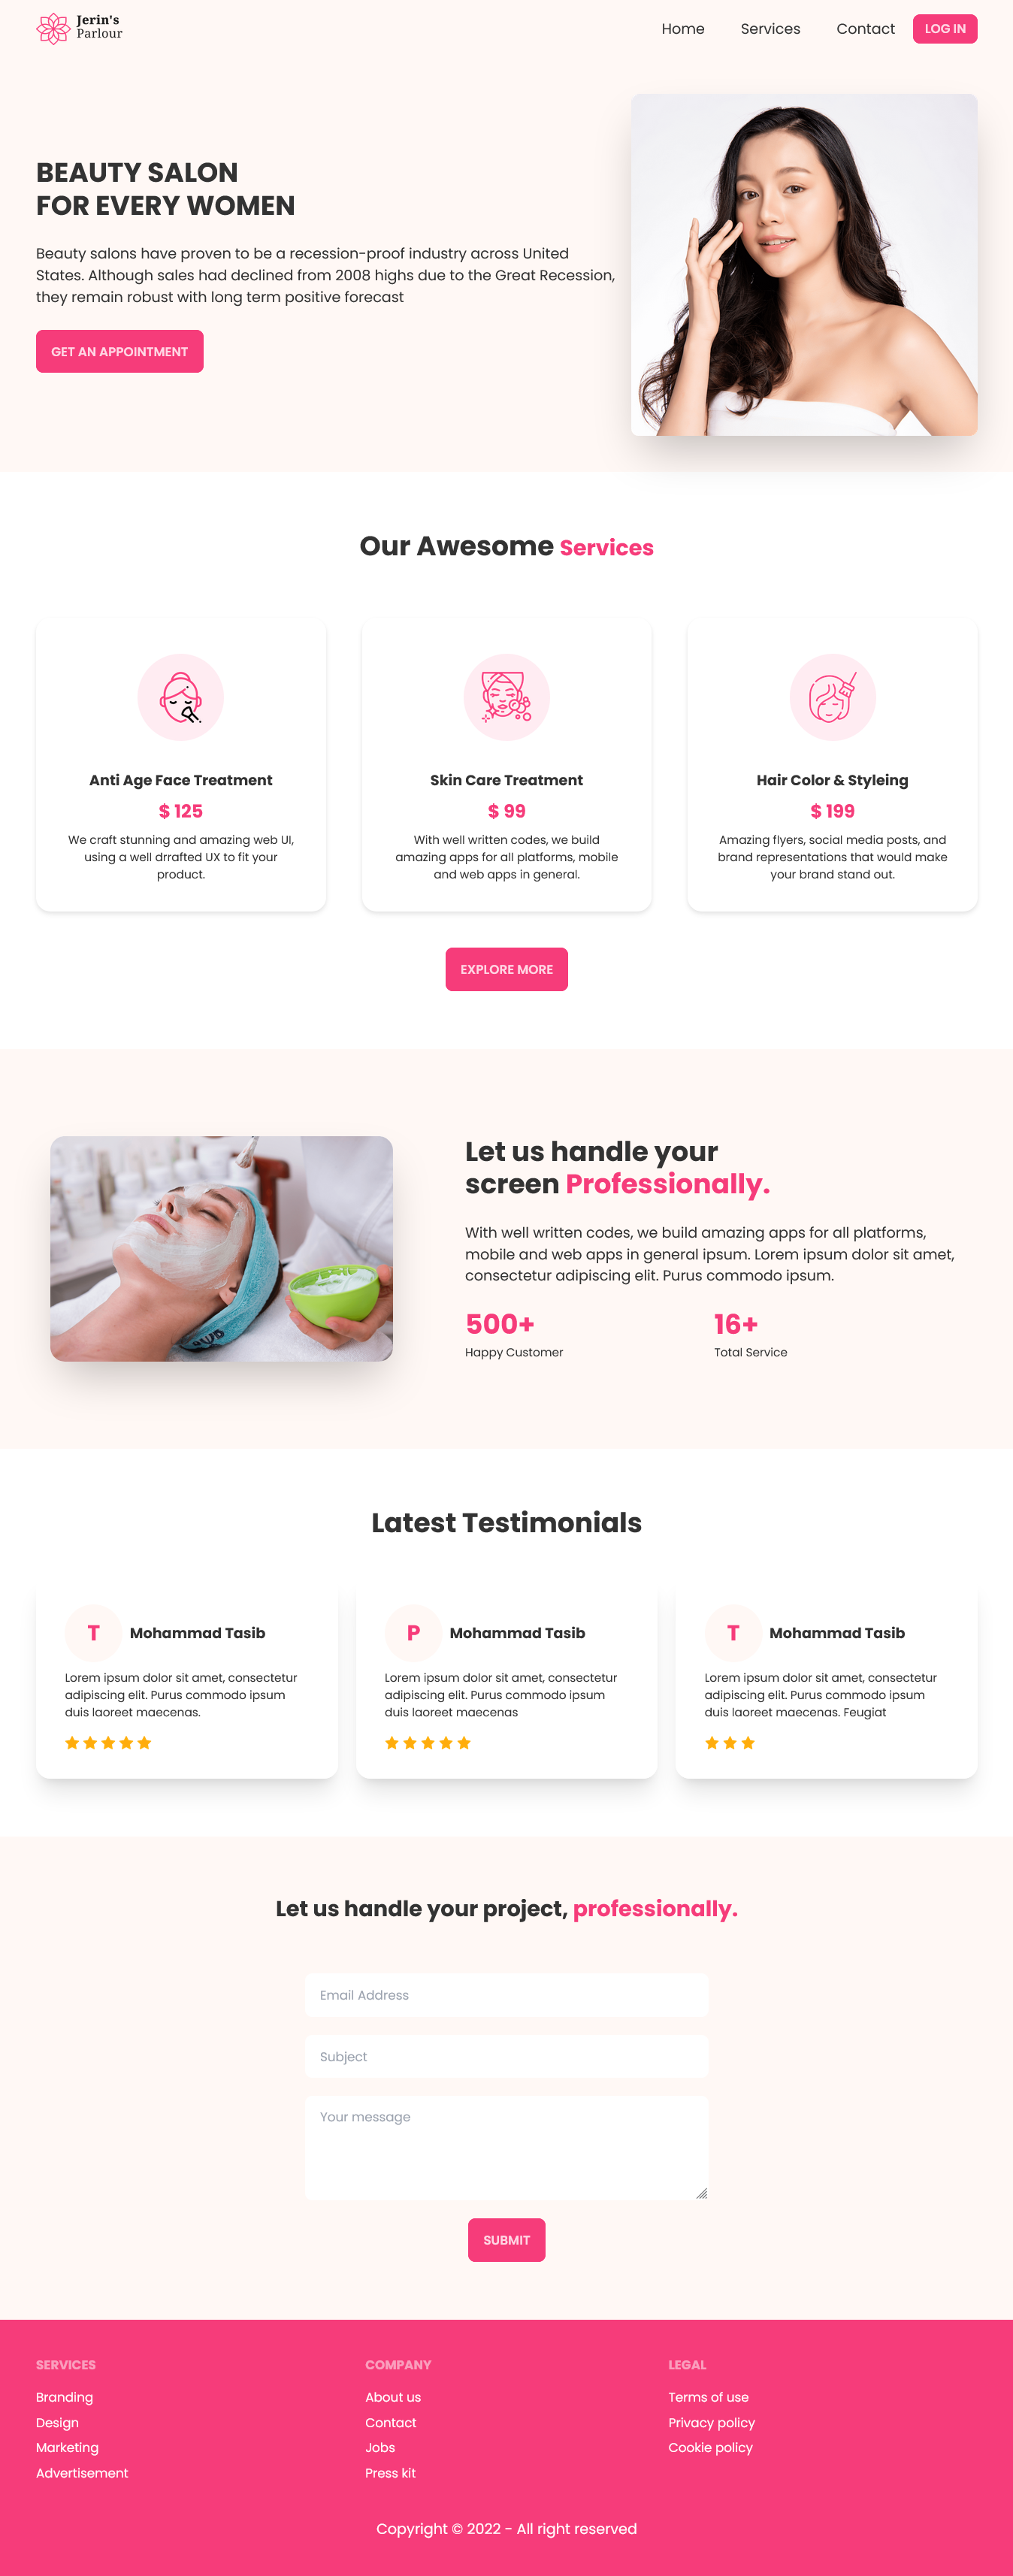 Jerin's
Parlour
Home Services Contact LOG IN
BEAUTY SALON
FOR EVERY WOMEN
Beauty salons have proven to be a recession-proof industry across United
States. Although sales had declined from 2008 highs due to the Great Recession,
they remain robust with long term positive forecast
GET AN APPOINTMENT
Our Awesome Services
Anti Age Face Treatment
$ 125
We craft stunning and amazing web UI,
using a well drrafted UX to fit your
product.
Skin Care Treatment
$ 99
With well written codes, we build
amazing apps for all platforms, mobile
and web apps in general.
Hair Color & Styleing
$ 199
Amazing flyers, social media posts, and
brand representations that would make
your brand stand out.
EXPLORE MORE
Let us handle your
screen Professionally.
With well written codes, we build amazing apps for all platforms,
mobile and web apps in general ipsum. Lorem ipsum dolor sit amet,
consectetur adipiscing elit. Purus commodo ipsum.
500+
Happy Customer
16+
Total Service
Latest Testimonials
T Mohammad Tasib
Lorem ipsum dolor sit amet, consectetur
adipiscing elit. Purus commodo ipsum
duis laoreet maecenas.
P Mohammad Tasib
Lorem ipsum dolor sit amet, consectetur
adipiscing elit. Purus commodo ipsum
duis laoreet maecenas
T Mohammad Tasib
Lorem ipsum dolor sit amet, consectetur
adipiscing elit. Purus commodo ipsum
duis laoreet maecenas. Feugiat
Let us handle your project, professionally.
Email Address
Subject
Your message
SUBMIT
SERVICES
Branding
Design
Marketing
Advertisement
COMPANY
About us
Contact
Jobs
Press kit
LEGAL
Terms of use
Privacy policy
Cookie policy
Copyright © 2022 - All right reserved